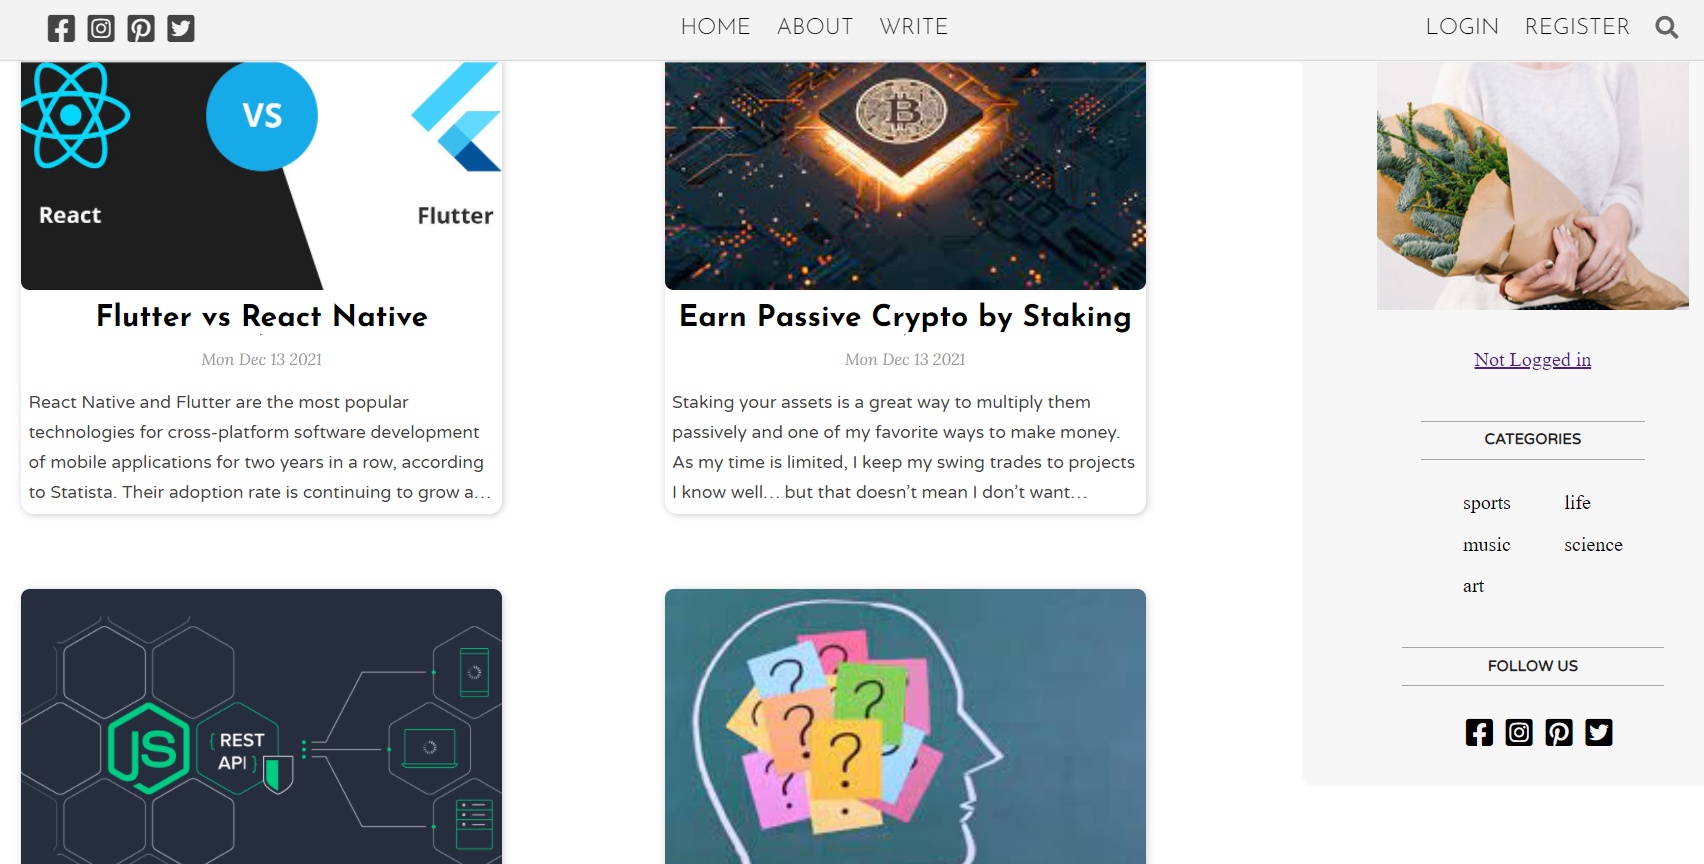 HOME ABOUT WRITE
LOGIN REGISTER
VS
React
Flutter
Flutter vs React Native
Mon Dec 13 2021
React Native and Flutter are the most popular
technologies for cross-platform software development
of mobile applications for two years in a row, according
to Statista. Their adoption rate is continuing to grow a...
B
Earn Passive Crypto by Staking
Mon Dec 13 2021
Staking your assets is a great way to multiply them
passively and one of my favorite ways to make money.
As my time is limited, I keep my swing trades to projects
I know well... but that doesn’t mean I don’t want...
JS
{ REST
API }
? ? ? ? ? ?
Not Logged in
CATEGORIES
sports life
music science
art
FOLLOW US